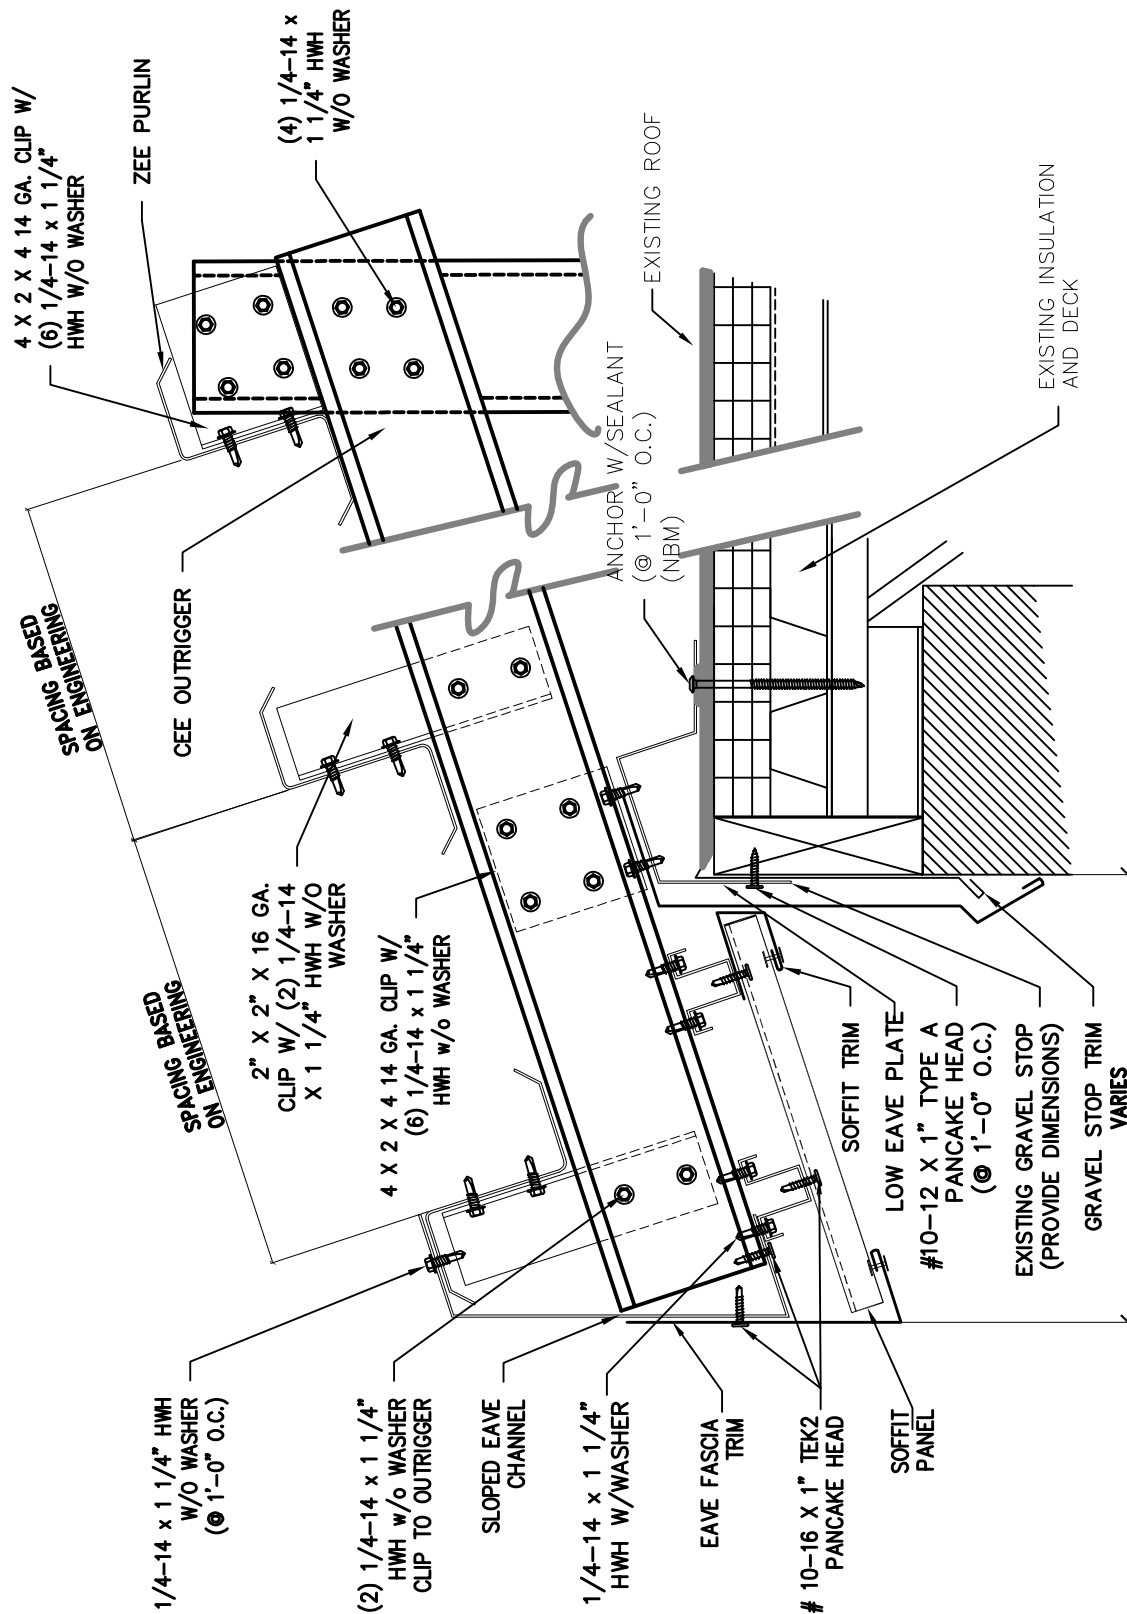 4 X 2 X 4 14 GA. CLIP W/
(6) 1/4-14 x 1 1/4"
HWH W/O WASHER
ZEE PURLIN
(4) 1/4-14 x
1 1/4" HWH
W/O WASHER
SPACING BASED
ON ENGINEERING
CEE OUTRIGGER
ANCHOR W/SEALANT
(@ 1'-0" O.C.)
(NBM)
EXISTING ROOF
EXISTING INSULATION
AND DECK
SPACING BASED
ON ENGINEERING
2" X 2" X 16 GA.
CLIP W/ (2) 1/4-14
X 1 1/4" HWH W/O
WASHER
4 X 2 X 4 14 GA. CLIP W/
(6) 1/4-14 x 1 1/4"
HWH w/o WASHER
1/4-14 x 1 1/4" HWH
W/O WASHER
(@ 1'-0" O.C.)
(2) 1/4-14 x 1 1/4"
HWH w/o WASHER
CLIP TO OUTRIGGER
SLOPED EAVE
CHANNEL
1/4-14 x 1 1/4"
HWH W/WASHER
EAVE FASCIA
TRIM
# 10-16 X 1" TEK2
PANCAKE HEAD
SOFFIT
PANEL
SOFFIT TRIM
LOW EAVE PLATE
#10-12 X 1" TYPE A
PANCAKE HEAD
(@ 1'-0" O.C.)
EXISTING GRAVEL STOP
(PROVIDE DIMENSIONS)
GRAVEL STOP TRIM
VARIES